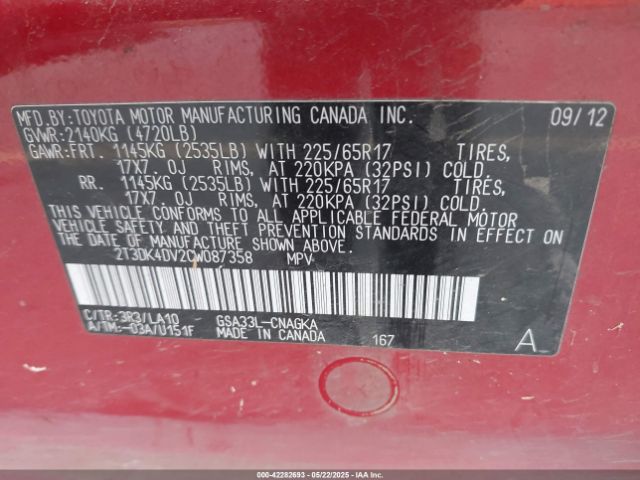 MFD.BY:TOYOTA MOTOR MANUFACTURING CANADA INC. 09/12
GVWR:2140KG (4720LB)
GAWR:FRT. 1145KG (2535LB) WITH 225/65R17 TIRES,
17X7.0J RIMS, AT 220KPA (32PSI) COLD.
RR. 1145KG (2535LB) WITH 225/65R17 TIRES,
17X7.0J RIMS, AT 220KPA (32PSI) COLD.
THIS VEHICLE CONFORMS TO ALL APPLICABLE FEDERAL MOTOR
VEHICLE SAFETY AND THEFT PREVENTION STANDARDS IN EFFECT ON
THE DATE OF MANUFACTURE SHOWN ABOVE.
2T3DK4DV2CW087358 MPV
C/TR:3R3/LA10 GSA33L-CNAGKA
A/TM:-03A/U151F MADE IN CANADA 167 A
000-42282693 - 05/22/2025 - IAAI.COM